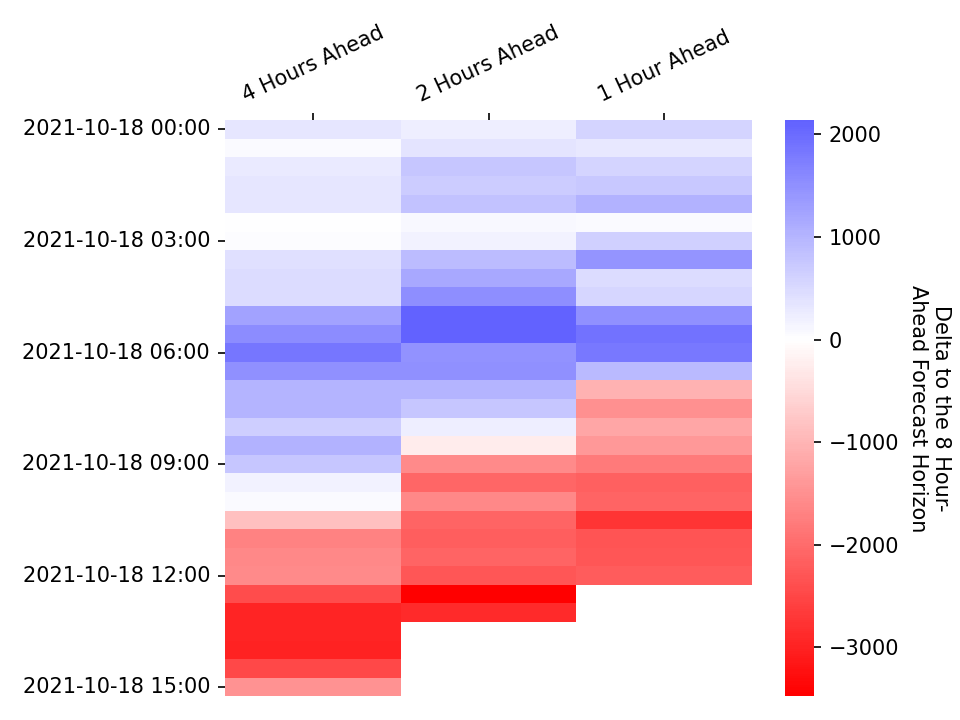 4 Hours Ahead
2 Hours Ahead
1 Hour Ahead
2021-10-18 00:00
2021-10-18 03:00
2021-10-18 06:00
2021-10-18 09:00
2021-10-18 12:00
2021-10-18 15:00
2000
1000
0
−1000
−2000
−3000
Delta to the 8 Hour-
Ahead Forecast Horizon